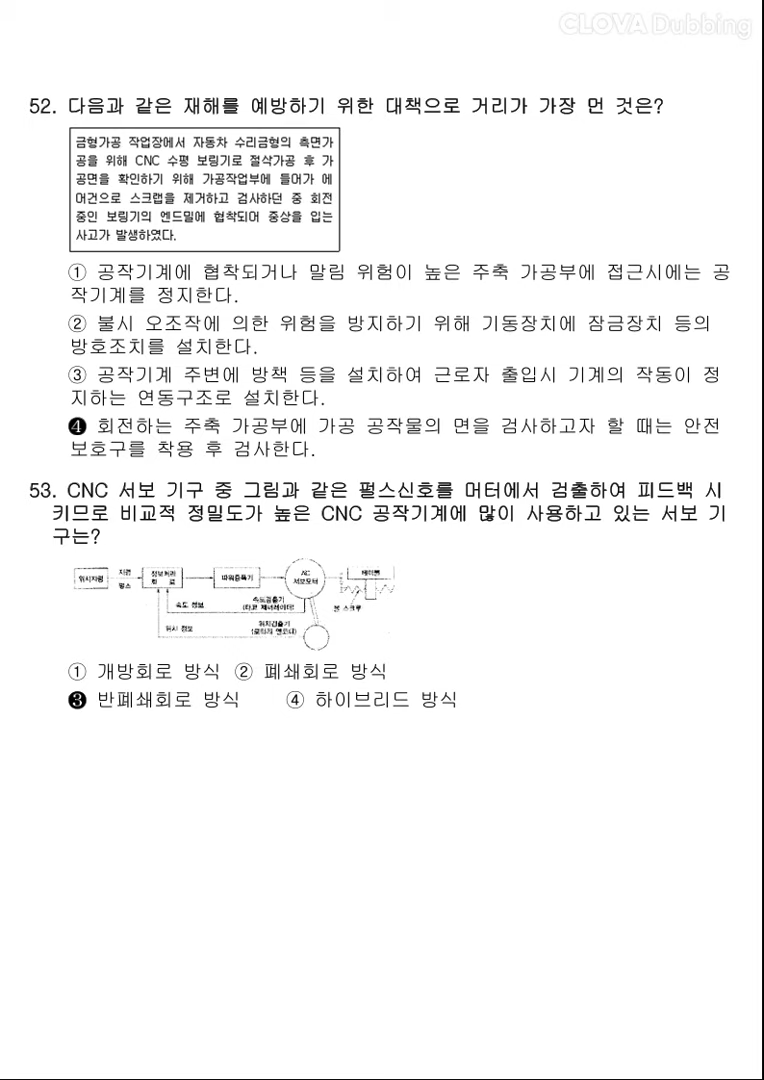 CLOVA Dubbing
52. 다음과 같은 재해를 예방하기 위한 대책으로 거리가 가장 먼 것은?
금형가공 작업장에서 자동차 수리금형의 측면가
공을 위해 CNC 수평 보링기로 절삭가공 후 가
공면을 확인하기 위해 가공작업부에 들어가 에
어건으로 스크랩을 제거하고 검사하던 중 회전
중인 보링기의 엔드밀에 협착되어 중상을 입는
사고가 발생하였다.
① 공작기계에 협착되거나 말림 위험이 높은 주축 가공부에 접근시에는 공
작기계를 정지한다.
② 불시 오조작에 의한 위험을 방지하기 위해 기동장치에 잠금장치 등의
방호조치를 설치한다.
③ 공작기계 주변에 방책 등을 설치하여 근로자 출입시 기계의 작동이 정
지하는 연동구조로 설치한다.
❹ 회전하는 주축 가공부에 가공 공작물의 면을 검사하고자 할 때는 안전
보호구를 착용 후 검사한다.
53. CNC 서보 기구 중 그림과 같은 펄스신호를 머터에서 검출하여 피드백 시
키므로 비교적 정밀도가 높은 CNC 공작기계에 많이 사용하고 있는 서보 기
구는?
위치지령
지령
펄스
정보처리
회 로
파워증폭기
AC
서보모터
테이블
볼 스크루
속도 정보
속도검출기
(타코 제너레이터)
위치 정보
위치검출기
(로터리 엔코더)
① 개방회로 방식 ② 폐쇄회로 방식
❸ 반폐쇄회로 방식 ④ 하이브리드 방식